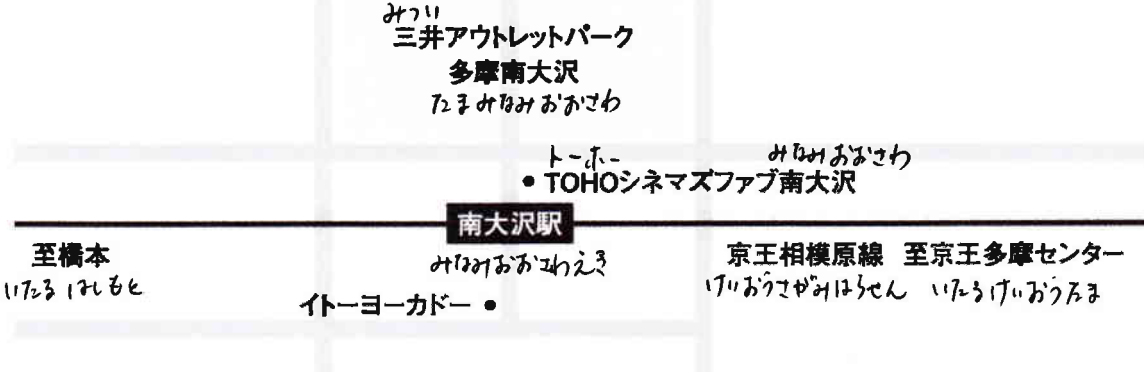 みつい
三井アウトレットパーク
多摩南大沢
たまみなみおおさわ
トーホー みなみおおさわ
• TOHOシネマズファブ南大沢
南大沢駅
至橋本 みなみおおさわえき 京王相模原線 至京王多摩センター
いたる はしもと けいおうさがみはらせん いたるけいおうたま
イトーヨーカドー •